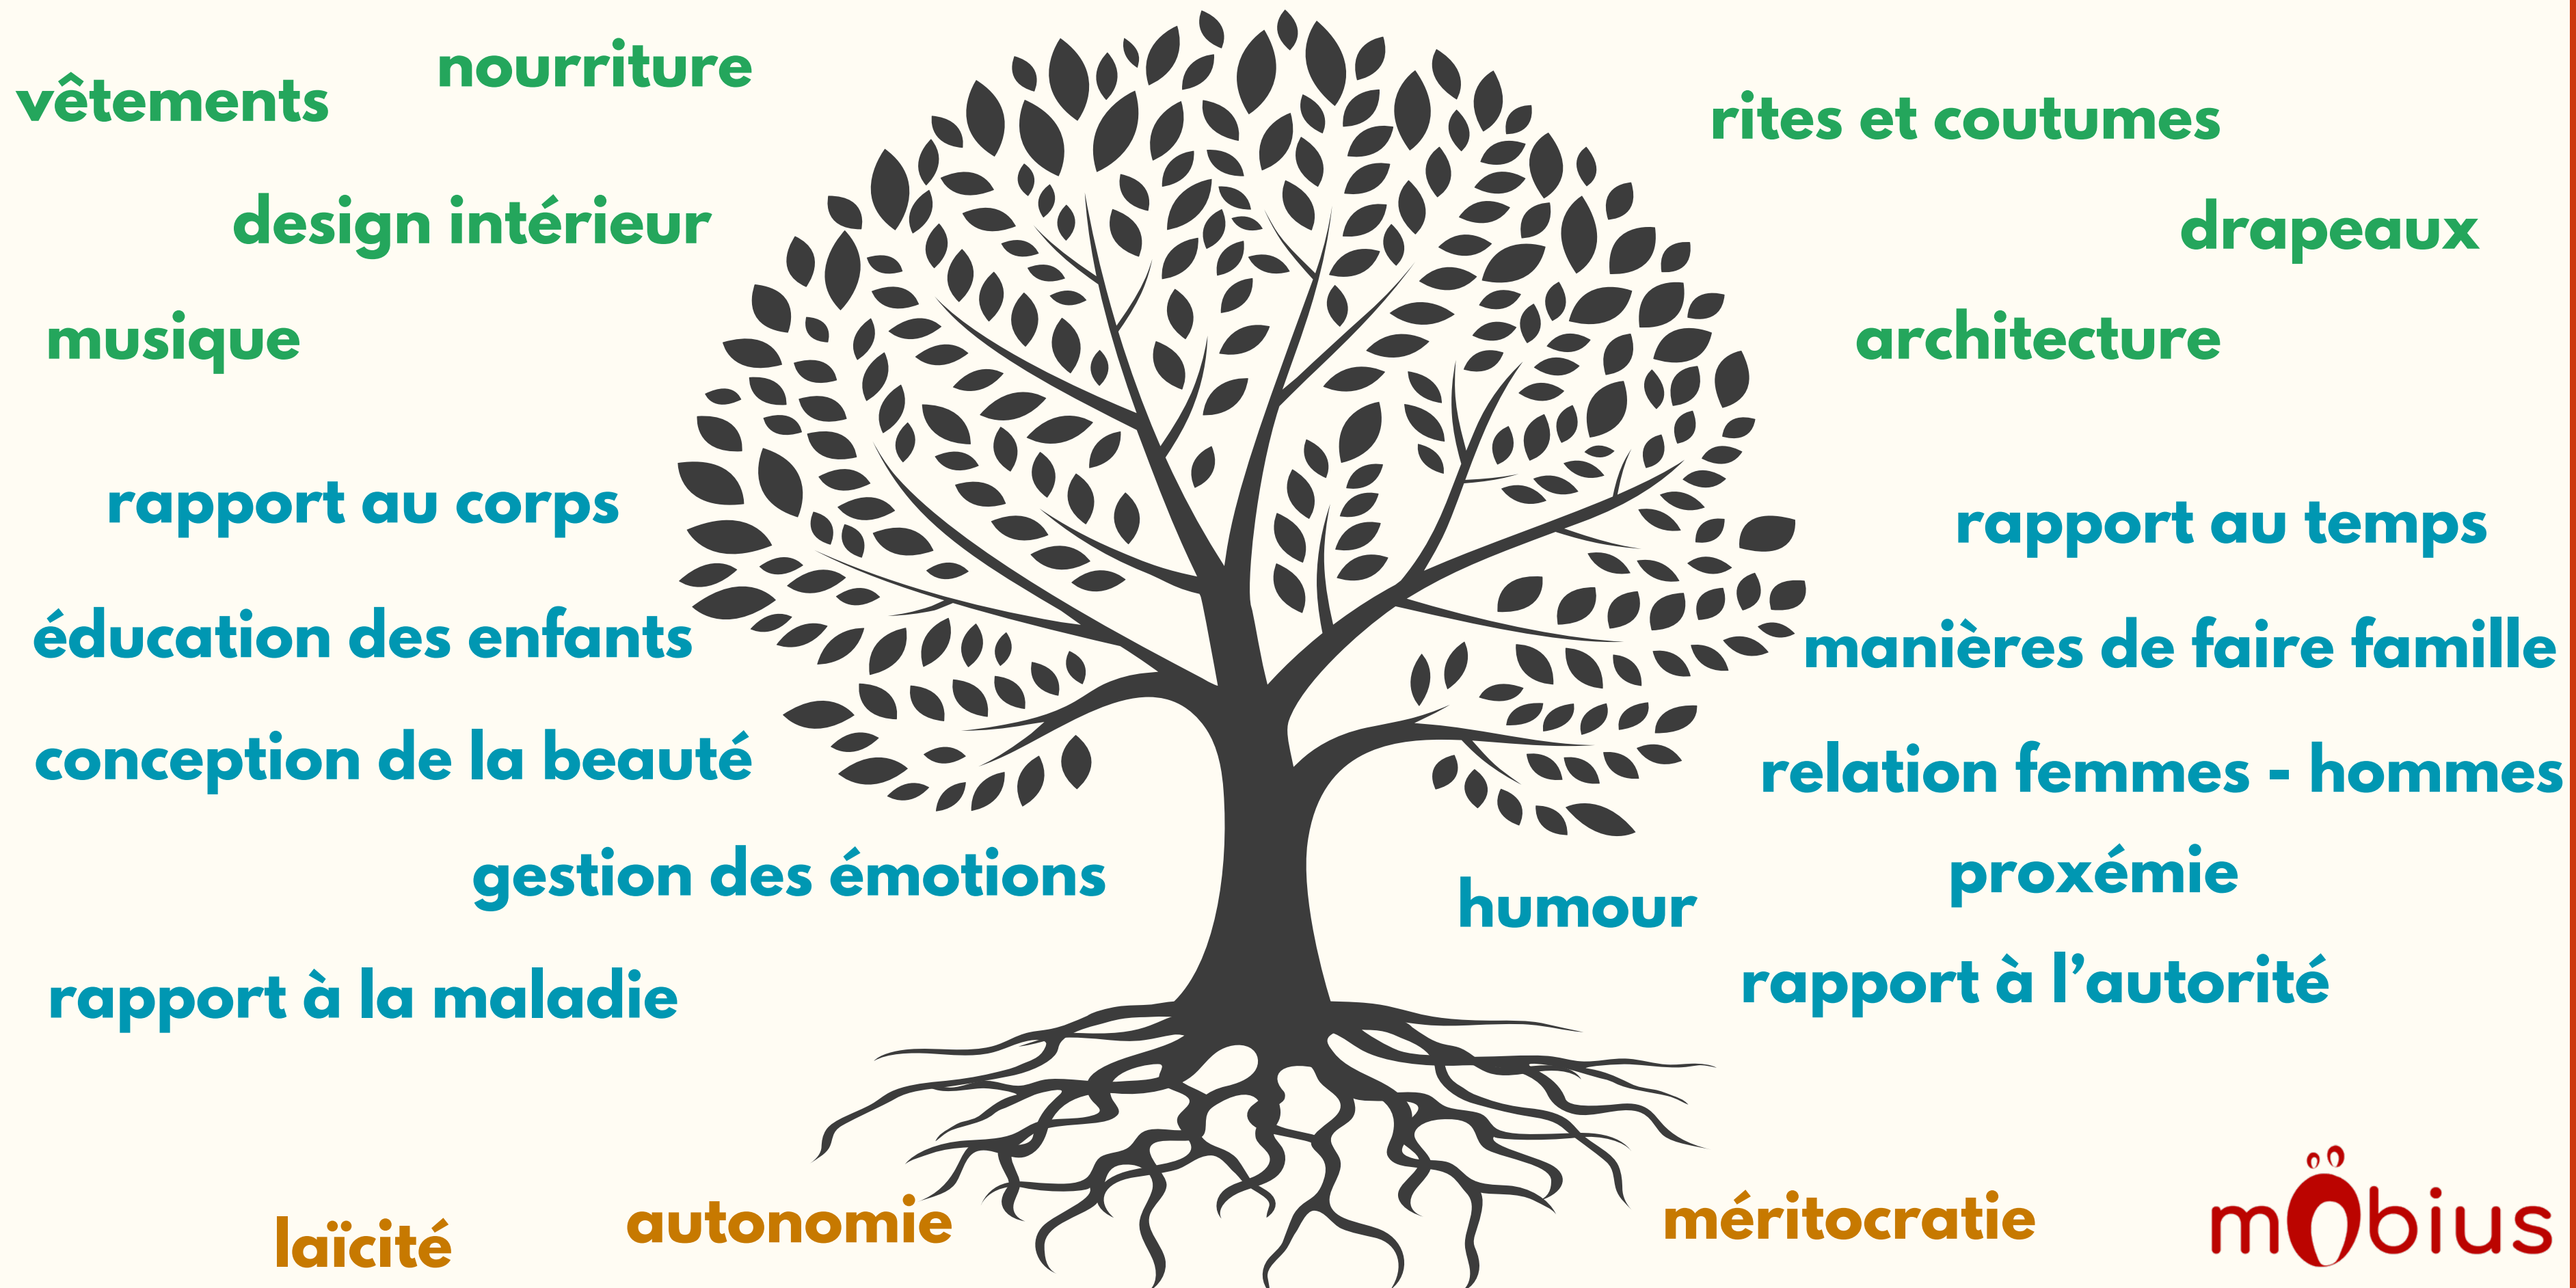 nourriture
vêtements
rites et coutumes
design intérieur
drapeaux
musique
architecture
rapport au corps
rapport au temps
éducation des enfants
manières de faire famille
conception de la beauté
relation femmes - hommes
gestion des émotions
proxémie
humour
rapport à la maladie
rapport à l’autorité
laïcité
autonomie
méritocratie
möbius